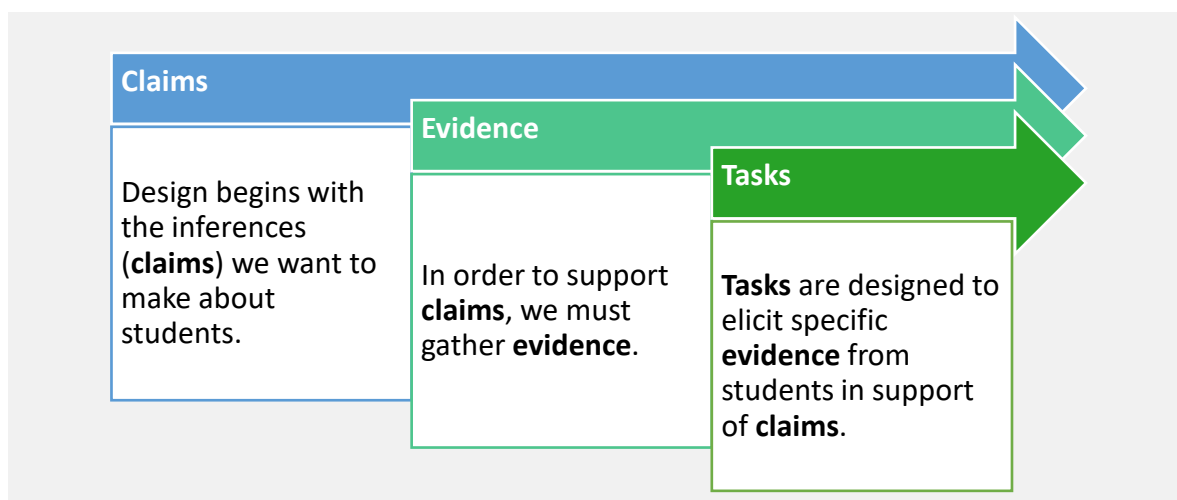 Claims
Design begins with
the inferences
(claims) we want to
make about
students.
Evidence
In order to support
claims, we must
gather evidence.
Tasks
Tasks are designed to
elicit specific
evidence from
students in support
of claims.